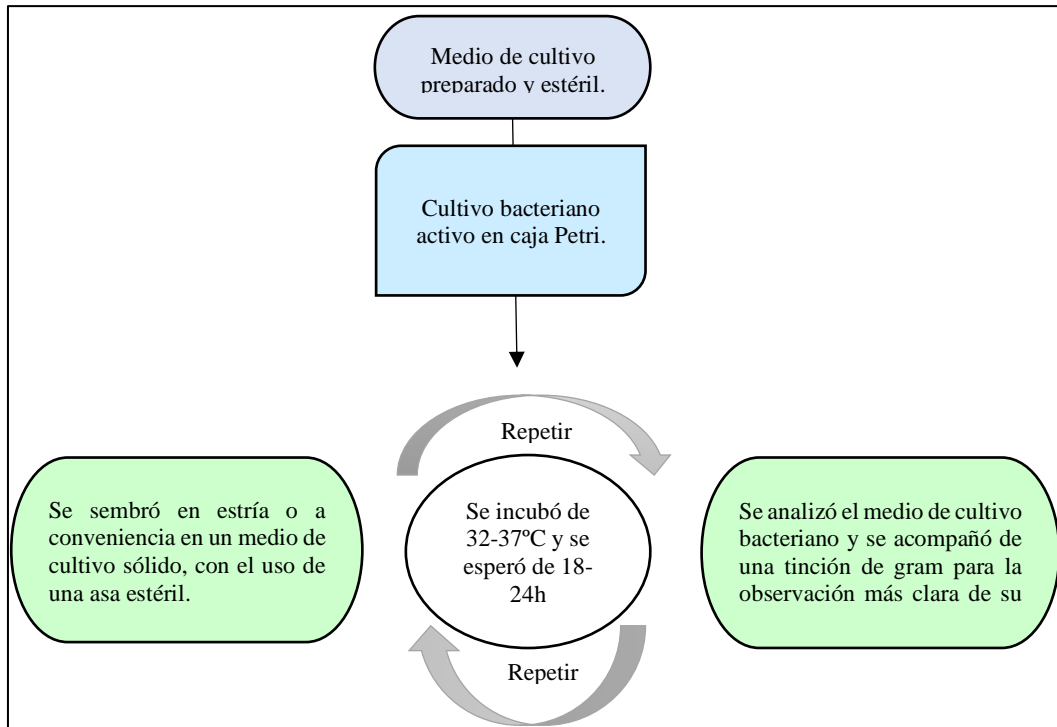 Medio de cultivo
preparado y estéril.
Cultivo bacteriano
activo en caja Petri.
Repetir
Se sembró en estría o a
conveniencia en un medio de
cultivo sólido, con el uso de
una asa estéril.
Se incubó de
32-37ºC y se
esperó de 18-
24h
Se analizó el medio de cultivo
bacteriano y se acompañó de
una tinción de gram para la
observación más clara de su
Repetir